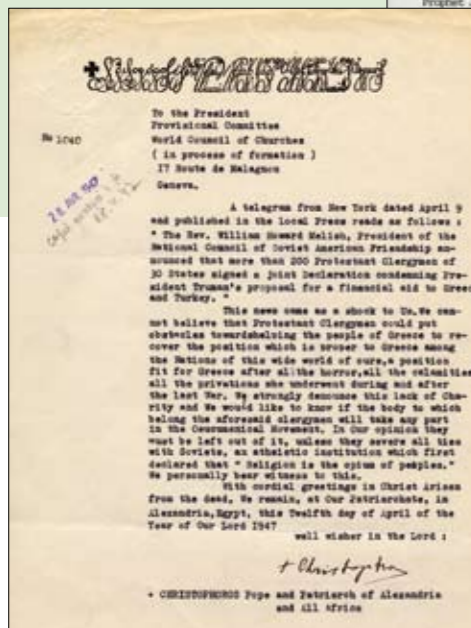 Prophet
To the President
Provisional Committee
No 1040
World Council of Churches
( in process of formation )
17 Route de Malagnou
Geneva.
A telegram from New York dated April 9
and published in the local Press reads as follows :
" The Rev. William Howard Melish, President of the
National Council of Soviet American Friendship an-
nounced that more than 200 Protestant Clergymen of
30 States signed a joint Declaration condemning Pre-
sident Truman's proposal for a financial aid to Greece
and Turkey. "
This news came as a shock to Us. We can-
not believe that Protestant Clergymen could put
obstacles towards helping the people of Greece to re-
cover the position which is proper to Greece among
the Nations of this wide world of ours, a position
fit for Greece after all the horror, all the calamities
all the privations she underwent during and after
the last War. We strongly denounce this lack of Cha-
rity and We would like to know if the body to which
belong the aforesaid clergymen will take any part
in the Oecumenical Movement. In Our opinion they
must be left out of it, unless they severe all ties
with Soviets, an atheistic institution which first
declared that " Religion is the opium of peoples."
We personally bear witness to this.
With cordial greetings in Christ Arisen
from the dead, We remain, at Our Patriarchate, in
Alexandria, Egypt, this Twelfth day of April of the
Year of Our Lord 1947
well wisher in the Lord :
+ Christophoros
+ CHRISTOPHOROS Pope and Patriarch of Alexandria
and All Africa